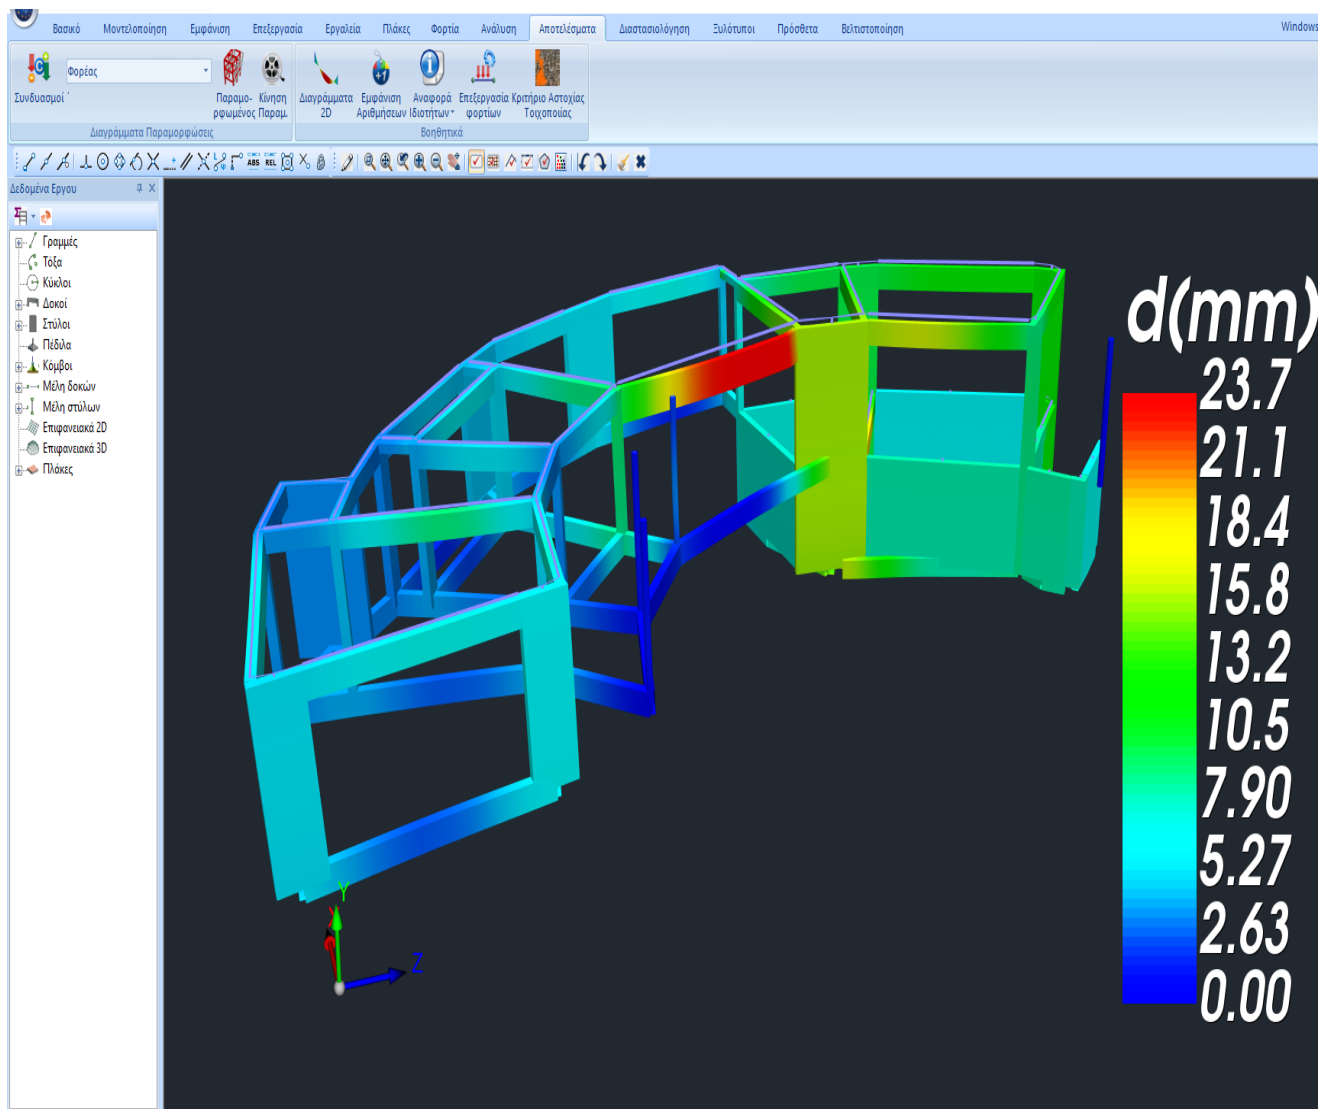 Βασικό Μοντελοποίηση Εμφάνιση Επεξεργασία Εργαλεία Πλάκες Φορτία Ανάλυση Αποτελέσματα Διαστασιολόγηση Ξυλότυποι Πρόσθετα Βελτιστοποίηση Windows
Φορέας
Συνδυασμοί
Παραμο-
ρφωμένος
Κίνηση
Παραμ.
Διαγράμματα
2D
Εμφάνιση
Αριθμήσεων
Αναφορά
Ιδιοτήτων
Επεξεργασία
φορτίων
Κριτήριο Αστοχίας
Τοιχοποιίας
Διαγράμματα Παραμορφώσεις
Βοηθητικά
ABS REL
Δεδομένα Εργου
Γραμμές
Τόξα
Κύκλοι
Δοκοί
Στύλοι
Πέδιλα
Κόμβοι
Μέλη δοκών
Μέλη στύλων
Επιφανειακά 2D
Επιφανειακά 3D
Πλάκες
d(mm)
23.7
21.1
18.4
15.8
13.2
10.5
7.90
5.27
2.63
0.00
Y
Z